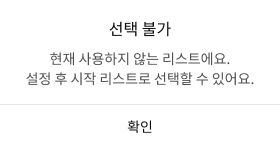 선택 불가
현재 사용하지 않는 리스트에요.
설정 후 시작 리스트로 선택할 수 있어요.
확인